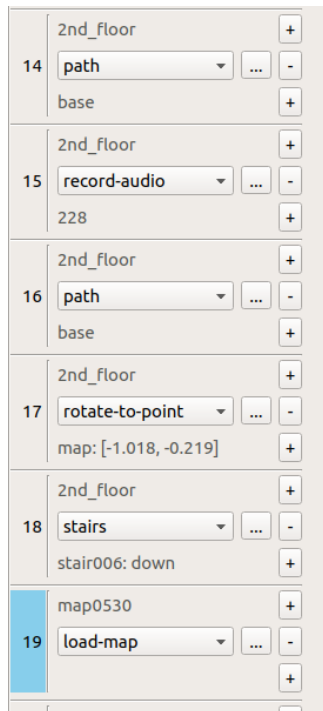 2nd_floor +
14 path ... -
base +
2nd_floor +
15 record-audio ... -
228 +
2nd_floor +
16 path ... -
base +
2nd_floor +
17 rotate-to-point ... -
map: [-1.018, -0.219] +
2nd_floor +
18 stairs ... -
stair006: down +
map0530 +
19 load-map ... -
+